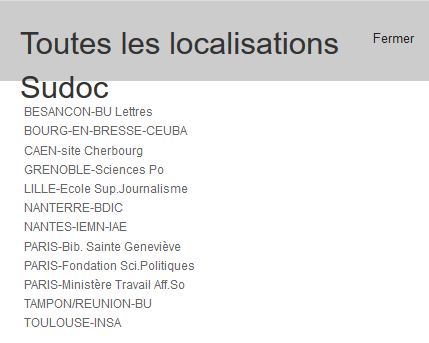 Toutes les localisations
Fermer
Sudoc
BESANCON-BU Lettres
BOURG-EN-BRESSE-CEUBA
CAEN-site Cherbourg
GRENOBLE-Sciences Po
LILLE-Ecole Sup.Journalisme
NANTERRE-BDIC
NANTES-IEMN-IAE
PARIS-Bib. Sainte Geneviève
PARIS-Fondation Sci.Politiques
PARIS-Ministère Travail Aff.So
TAMPON/REUNION-BU
TOULOUSE-INSA